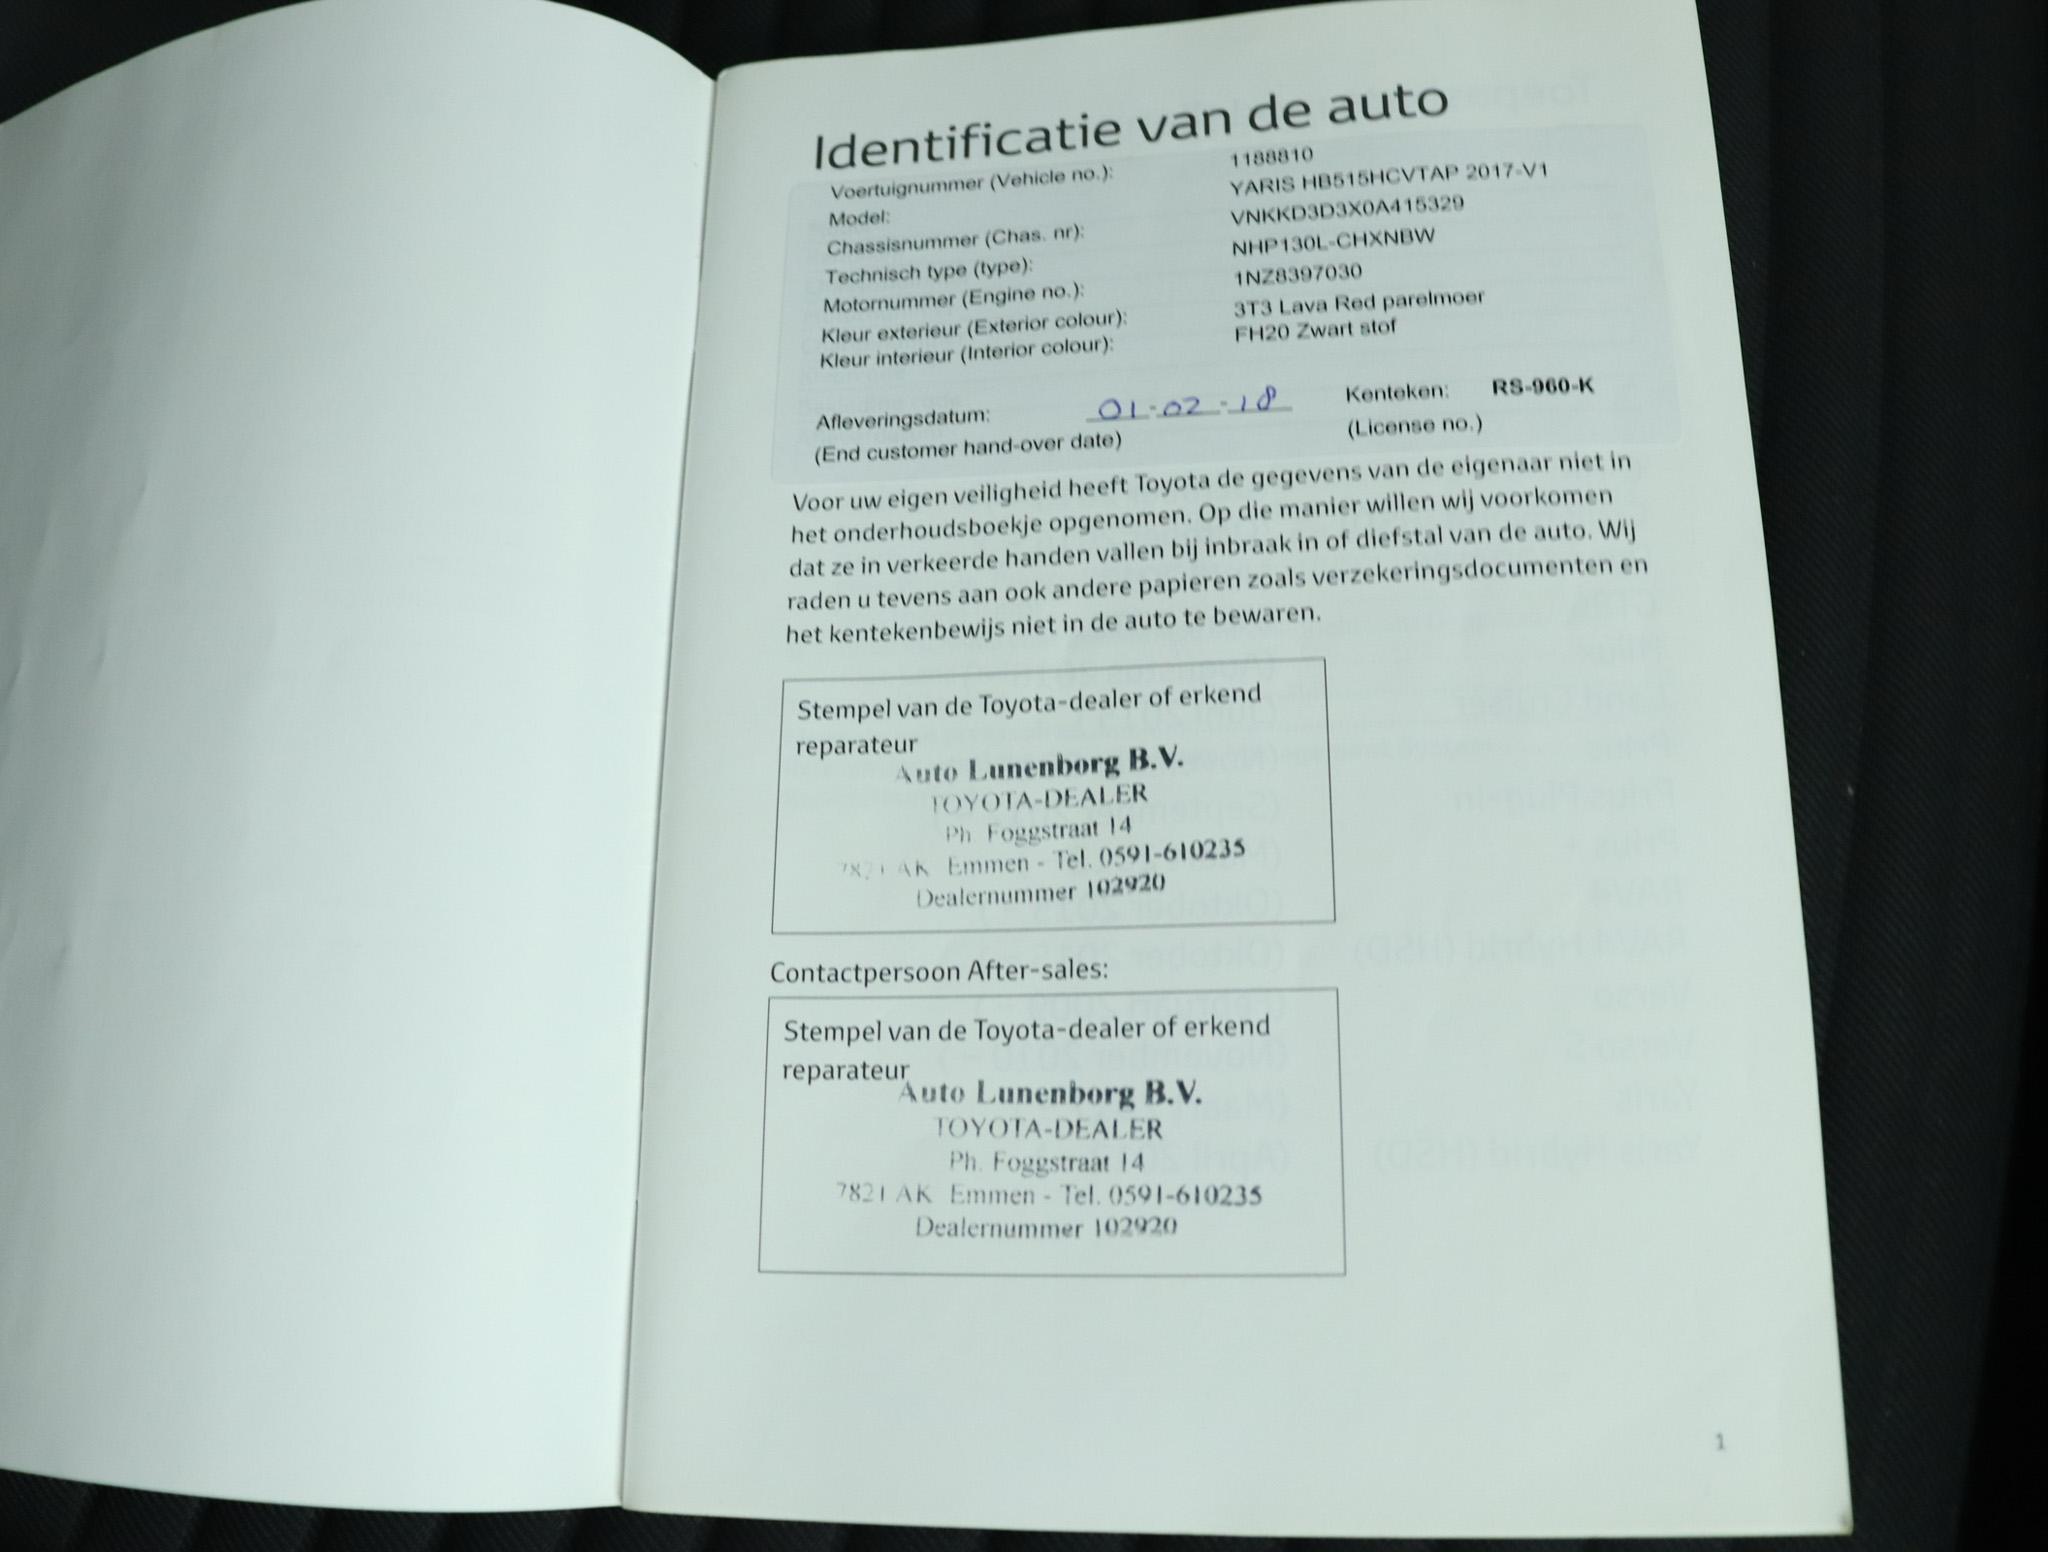 Identificatie van de auto
Voertuignummer (Vehicle no.): 1188810
Model: YARIS HB515HCVTAP 2017-V1
Chassisnummer (Chas. nr): VNKKD3D3X0A415329
Technisch type (type): NHP130L-CHXNBW
Motornummer (Engine no.): 1NZ8397030
Kleur exterieur (Exterior colour): 3T3 Lava Red parelmoer
Kleur interieur (Interior colour): FH20 Zwart stof
Afleveringsdatum: 01-02-18 Kenteken: RS-960-K
(End customer hand-over date) (License no.)
Voor uw eigen veiligheid heeft Toyota de gegevens van de eigenaar niet in
het onderhoudsboekje opgenomen. Op die manier willen wij voorkomen
dat ze in verkeerde handen vallen bij inbraak in of diefstal van de auto. Wij
raden u tevens aan ook andere papieren zoals verzekeringsdocumenten en
het kentekenbewijs niet in de auto te bewaren.
Stempel van de Toyota-dealer of erkend
reparateur
Auto Lunenborg B.V.
TOYOTA-DEALER
Ph. Foggstraat 14
7821 AK Emmen - Tel. 0591-610235
Dealernummer 102920
Contactpersoon After-sales:
Stempel van de Toyota-dealer of erkend
reparateur
Auto Lunenborg B.V.
TOYOTA-DEALER
Ph. Foggstraat 14
7821 AK Emmen - Tel. 0591-610235
Dealernummer 102920
1